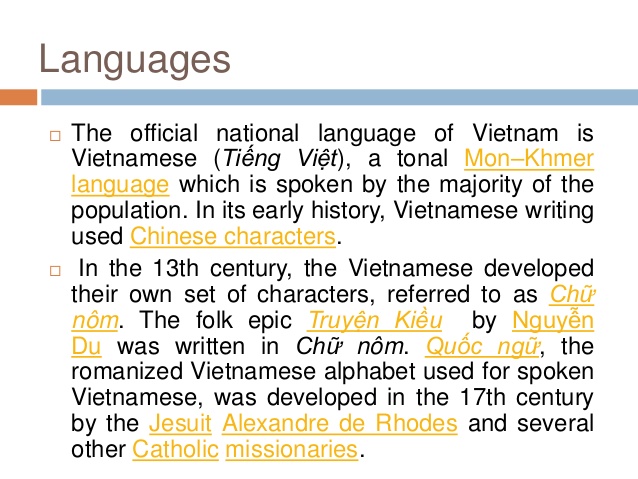 Languages
The official national language of Vietnam is
Vietnamese (Tiếng Việt), a tonal Mon–Khmer
language which is spoken by the majority of the
population. In its early history, Vietnamese writing
used Chinese characters.
In the 13th century, the Vietnamese developed
their own set of characters, referred to as Chữ
nôm. The folk epic Truyện Kiều by Nguyễn
Du was written in Chữ nôm. Quốc ngữ, the
romanized Vietnamese alphabet used for spoken
Vietnamese, was developed in the 17th century
by the Jesuit Alexandre de Rhodes and several
other Catholic missionaries.